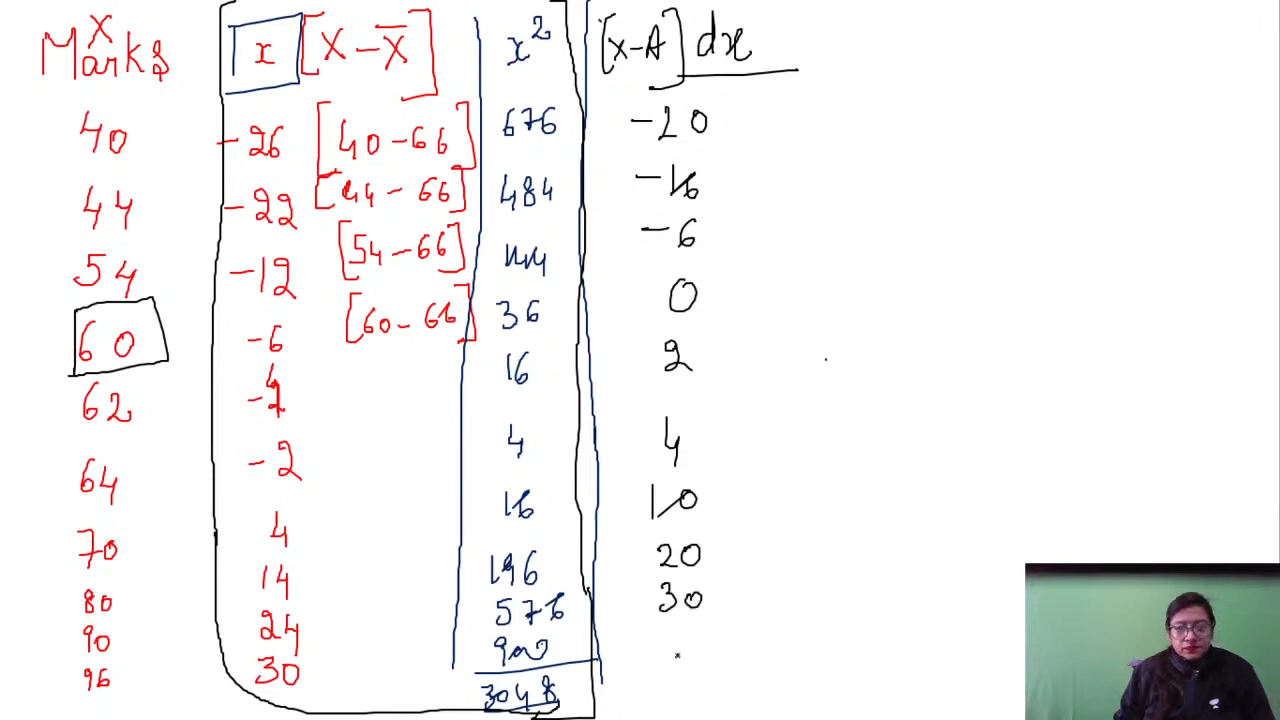 X
Marks x [X-X̅] x² [X-A] dx
40 -26 [40-66] 676 -20
44 -22 [44-66] 484 -16
54 -12 [54-66] 144 -6
60 -6 [60-66] 36 0
62 -4 16 2
64 -2 4 4
70 4 16 10
80 14 196 20
90 24 576 30
96 30 900
3048